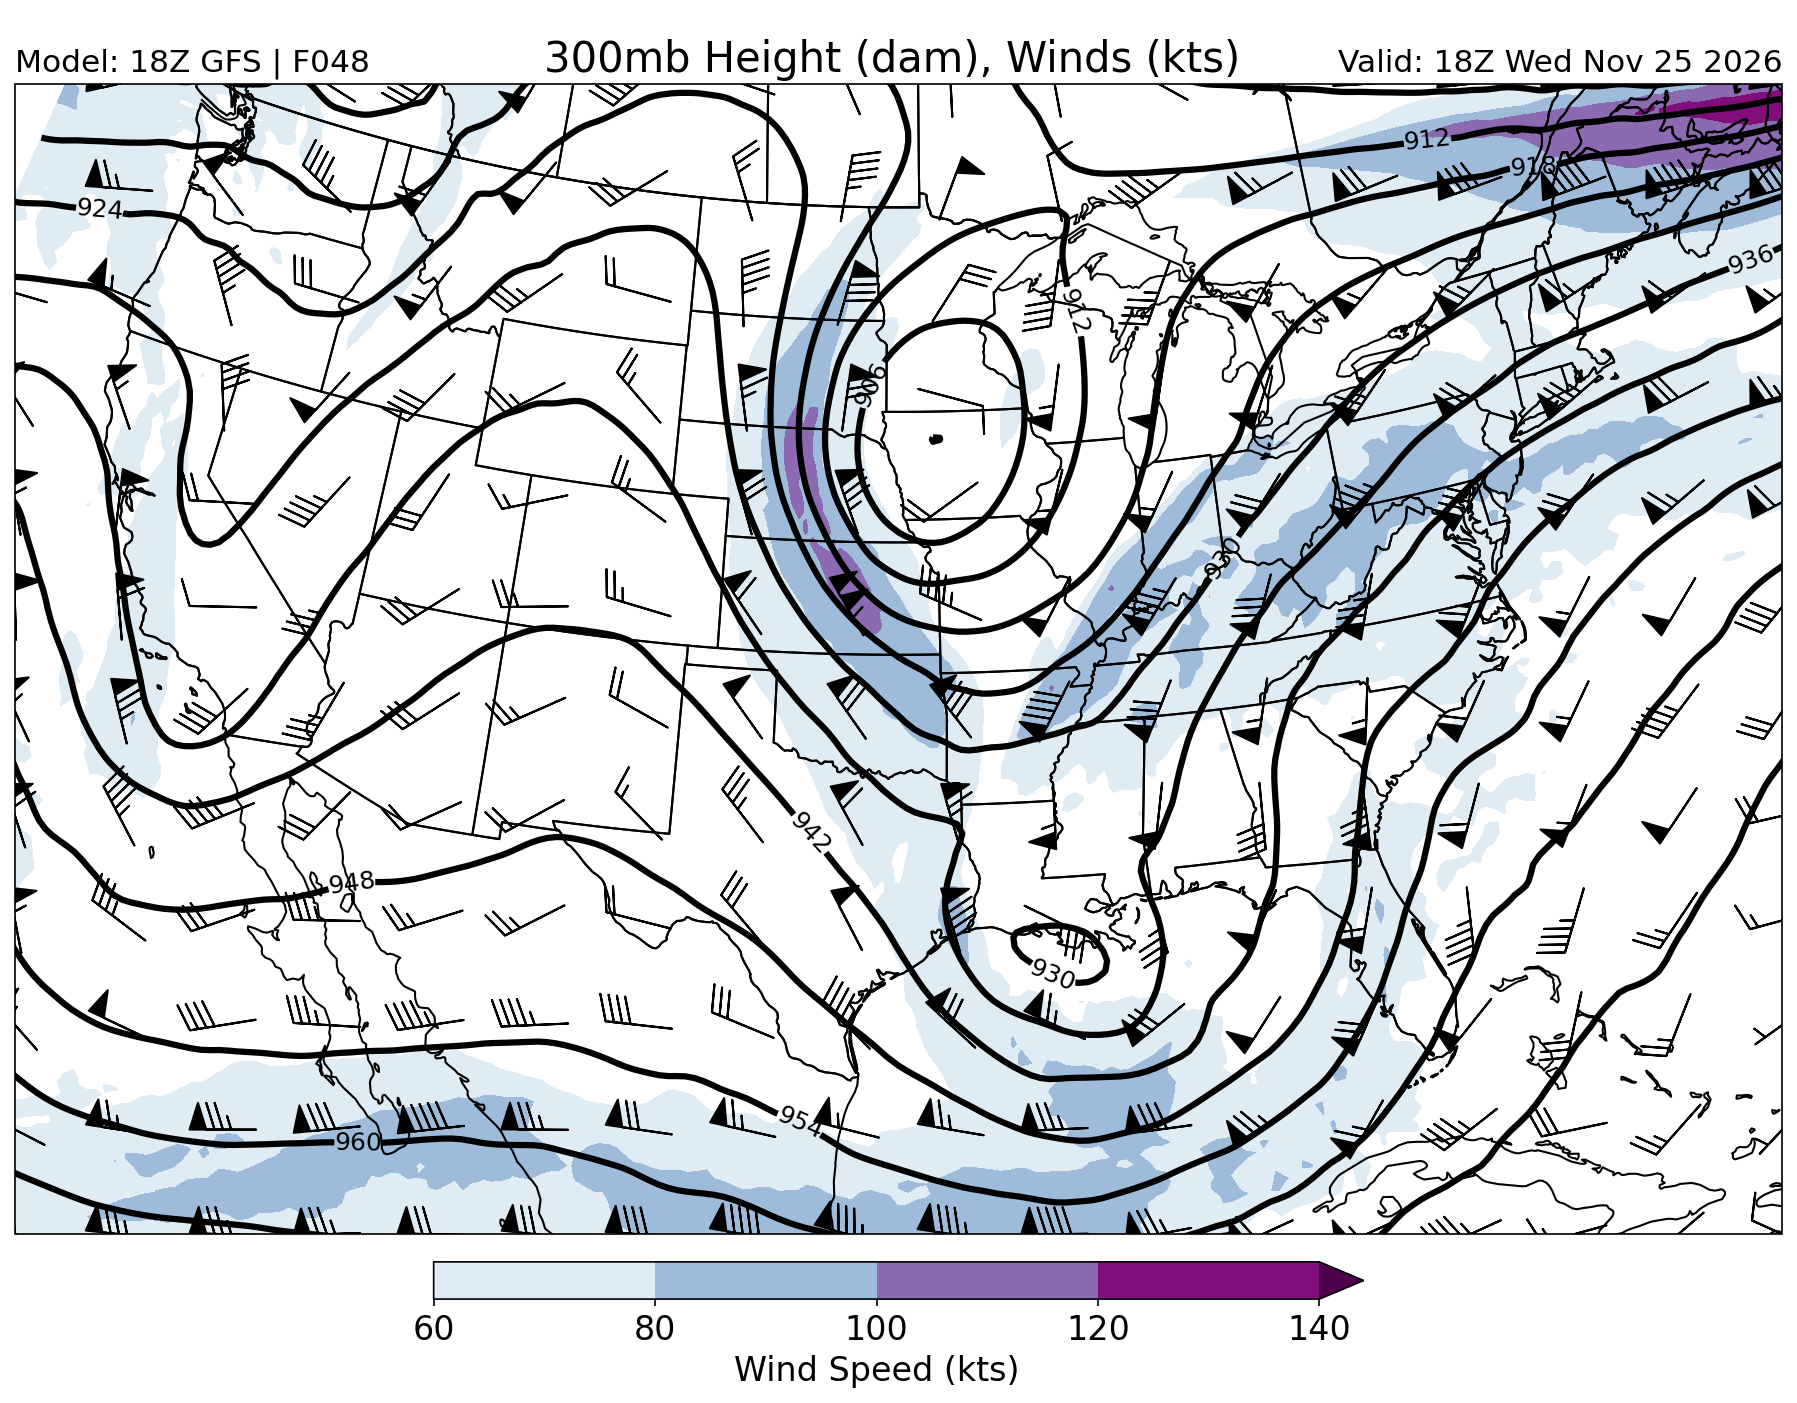 Model: 18Z GFS | F048
300mb Height (dam), Winds (kts)
Valid: 18Z Wed Nov 25 2026
912
918
924
936
912
906
930
942
948
930
954
960
60 80 100 120 140
Wind Speed (kts)